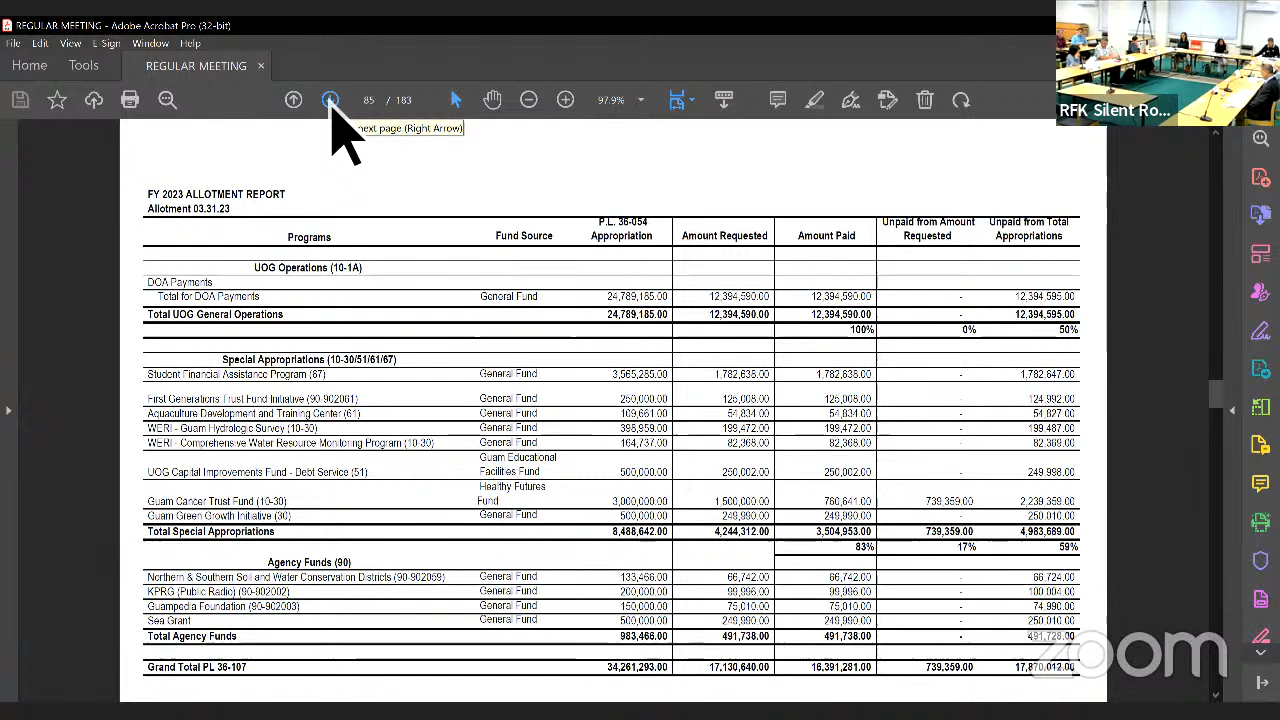 REGULAR MEETING - Adobe Acrobat Pro (32-bit)
File Edit View E-Sign Window Help
Home Tools REGULAR MEETING ×
85 / 183 97.9%
next page (Right Arrow)
RFK Silent Ro...
FY 2023 ALLOTMENT REPORT
Allotment 03.31.23
Programs Fund Source P.L. 36-054 Appropriation Amount Requested Amount Paid Unpaid from Amount Requested Unpaid from Total Appropriations
UOG Operations (10-1A)
DOA Payments
Total for DOA Payments General Fund 24,789,185.00 12,394,590.00 12,394,590.00 - 12,394,595.00
Total UOG General Operations 24,789,185.00 12,394,590.00 12,394,590.00 - 12,394,595.00
100% 0% 50%
Special Appropriations (10-30/51/61/67)
Student Financial Assistance Program (67) General Fund 3,565,285.00 1,782,638.00 1,782,638.00 - 1,782,647.00
First Generations Trust Fund Initiative (90-902061) General Fund 250,000.00 125,008.00 125,008.00 - 124,992.00
Aquaculture Development and Training Center (61) General Fund 109,661.00 54,834.00 54,834.00 - 54,827.00
WERI - Guam Hydrologic Survey (10-30) General Fund 398,959.00 199,472.00 199,472.00 - 199,487.00
WERI - Comprehensive Water Resource Monitoring Program (10-30) General Fund 164,737.00 82,368.00 82,368.00 - 82,369.00
UOG Capital Improvements Fund - Debt Service (51) Guam Educational Facilities Fund 500,000.00 250,002.00 250,002.00 - 249,998.00
Guam Cancer Trust Fund (10-30) Healthy Futures Fund 3,000,000.00 1,500,000.00 760,641.00 739,359.00 2,239,359.00
Guam Green Growth Initiative (30) General Fund 500,000.00 249,990.00 249,990.00 - 250,010.00
Total Special Appropriations 8,488,642.00 4,244,312.00 3,504,953.00 739,359.00 4,983,689.00
83% 17% 59%
Agency Funds (90)
Northern & Southern Soil and Water Conservation Districts (90-902059) General Fund 133,466.00 66,742.00 66,742.00 - 66,724.00
KPRG (Public Radio) (90-902002) General Fund 200,000.00 99,996.00 99,996.00 - 100,004.00
Guampedia Foundation (90-902003) General Fund 150,000.00 75,010.00 75,010.00 - 74,990.00
Sea Grant General Fund 500,000.00 249,990.00 249,990.00 - 250,010.00
Total Agency Funds 983,466.00 491,738.00 491,738.00 - 491,728.00
Grand Total PL 36-107 34,261,293.00 17,130,640.00 16,391,281.00 739,359.00 17,870,012.00
zoom